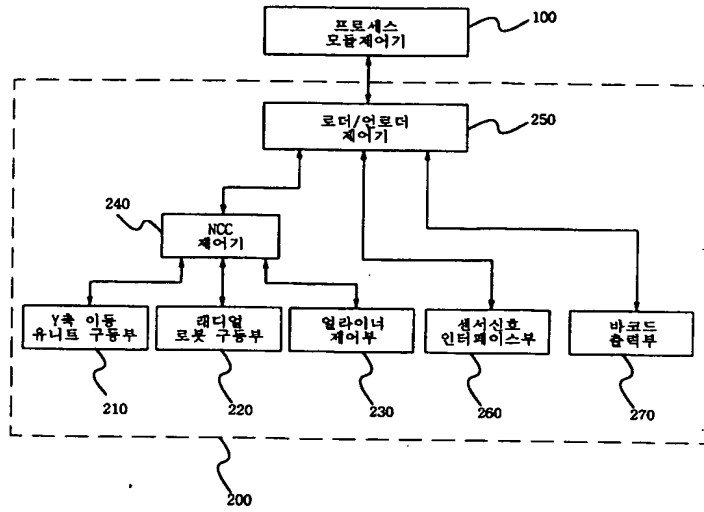 프로세스
모듈제어기
100
로더/언로더
제어기
250
240
NCC
제어기
Y축 이동
유니트 구동부
래디얼
로봇 구동부
얼라이너
제어부
센서신호
인터페이스부
바코드
출력부
210
220
230
260
270
200